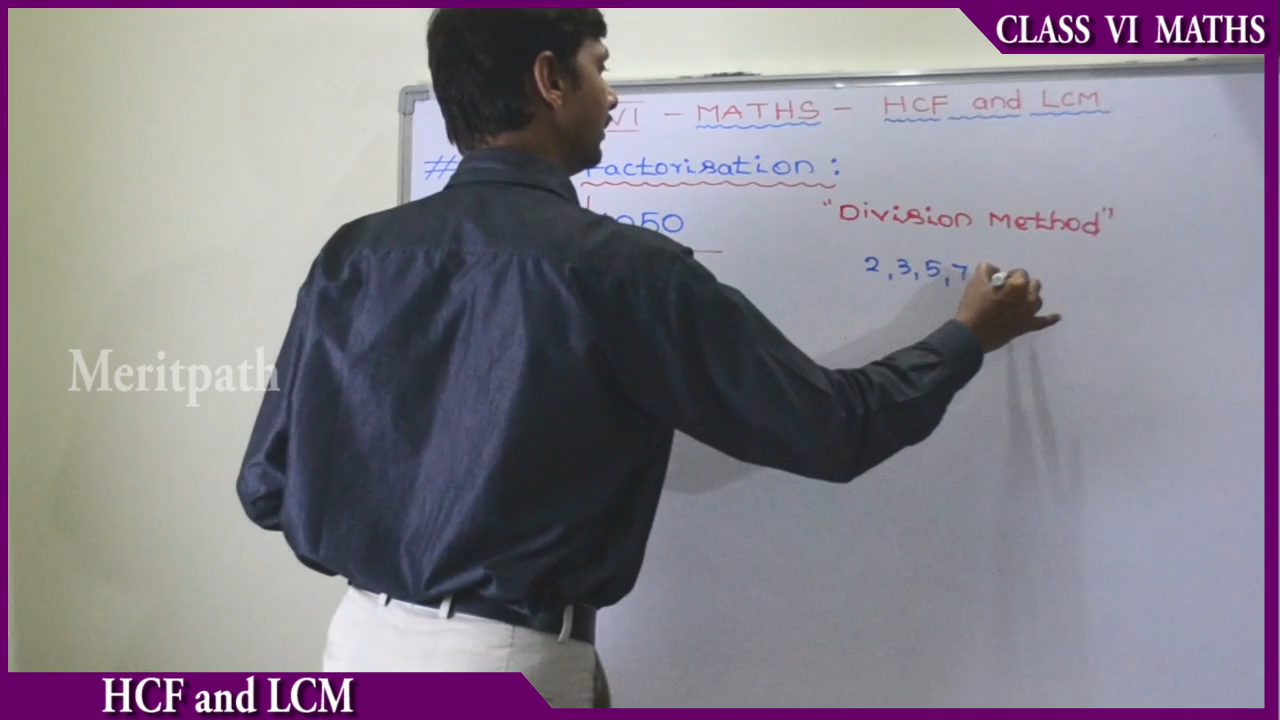 CLASS VI MATHS
VI - MATHS - HCF and LCM
# Factorisation :
"Division Method"
2,3,5,7
Meritpath
HCF and LCM